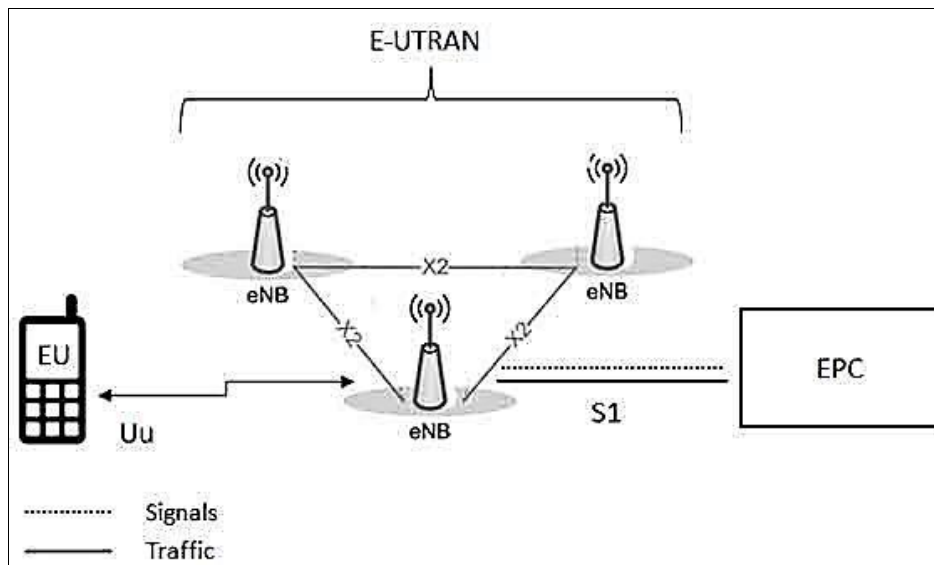 E-UTRAN
X2
eNB
eNB
X2
X2
EU
EPC
Uu
eNB
S1
Signals
Traffic